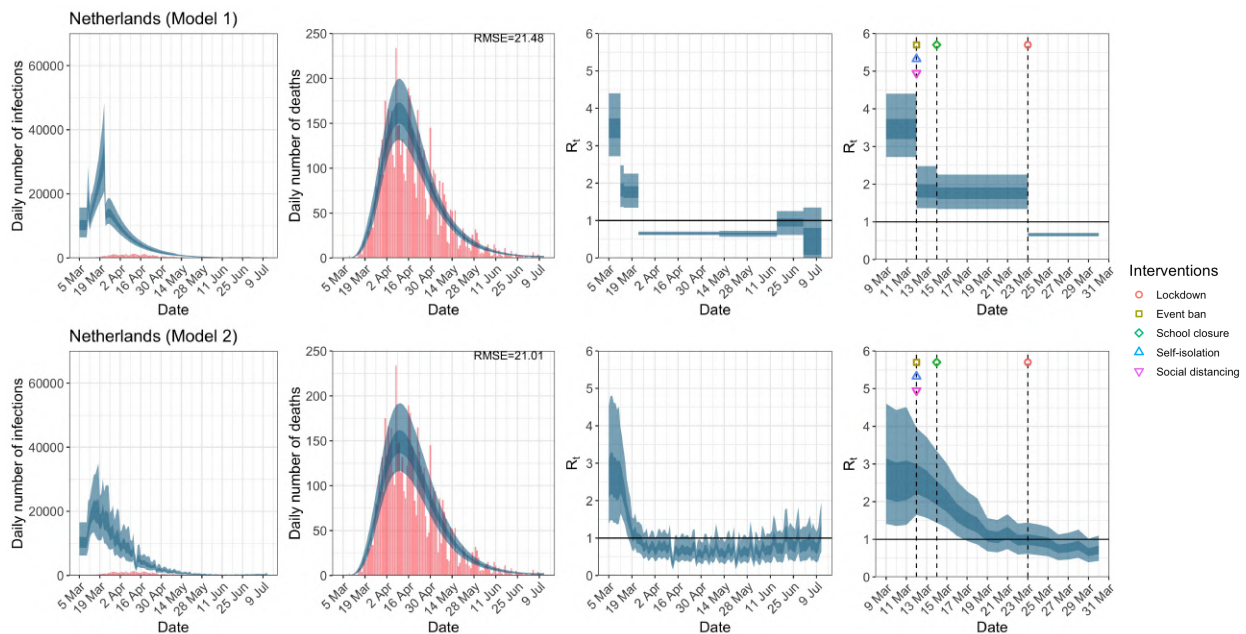 Netherlands (Model 1)
Daily number of infections
60000
40000
20000
0
5 Mar
19 Mar
2 Apr
16 Apr
30 Apr
14 May
28 May
11 Jun
25 Jun
9 Jul
Date
Daily number of deaths
RMSE=21.48
250
200
150
100
50
0
5 Mar
19 Mar
2 Apr
16 Apr
30 Apr
14 May
28 May
11 Jun
25 Jun
9 Jul
Date
Rt
6
5
4
3
2
1
0
5 Mar
19 Mar
2 Apr
16 Apr
30 Apr
14 May
28 May
11 Jun
25 Jun
9 Jul
Date
Rt
6
5
4
3
2
1
0
9 Mar
11 Mar
13 Mar
15 Mar
17 Mar
19 Mar
21 Mar
23 Mar
25 Mar
27 Mar
29 Mar
31 Mar
Date
Netherlands (Model 2)
Daily number of infections
60000
40000
20000
0
5 Mar
19 Mar
2 Apr
16 Apr
30 Apr
14 May
28 May
11 Jun
25 Jun
9 Jul
Date
Daily number of deaths
RMSE=21.01
250
200
150
100
50
0
5 Mar
19 Mar
2 Apr
16 Apr
30 Apr
14 May
28 May
11 Jun
25 Jun
9 Jul
Date
Rt
6
5
4
3
2
1
0
5 Mar
19 Mar
2 Apr
16 Apr
30 Apr
14 May
28 May
11 Jun
25 Jun
9 Jul
Date
Rt
6
5
4
3
2
1
0
9 Mar
11 Mar
13 Mar
15 Mar
17 Mar
19 Mar
21 Mar
23 Mar
25 Mar
27 Mar
29 Mar
31 Mar
Date
Interventions
Lockdown
Event ban
School closure
Self-isolation
Social distancing